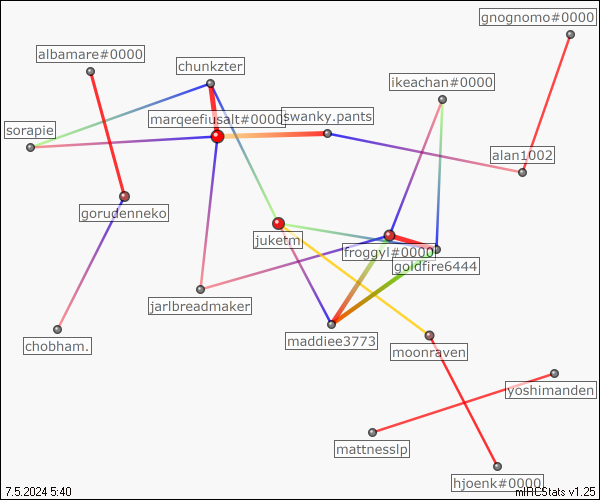 gnognomo#0000
albamare#0000
chunkzter
ikeachan#0000
marqeefiusalt#0000
swanky.pants
sorapie
alan1002
gorudenneko
juketm
froggyl#0000
goldfire6444
jarlbreadmaker
maddiee3773
chobham.
moonraven
yoshimanden
mattnesslp
hjoenk#0000
7.5.2024 5:40
mIRCStats v1.25